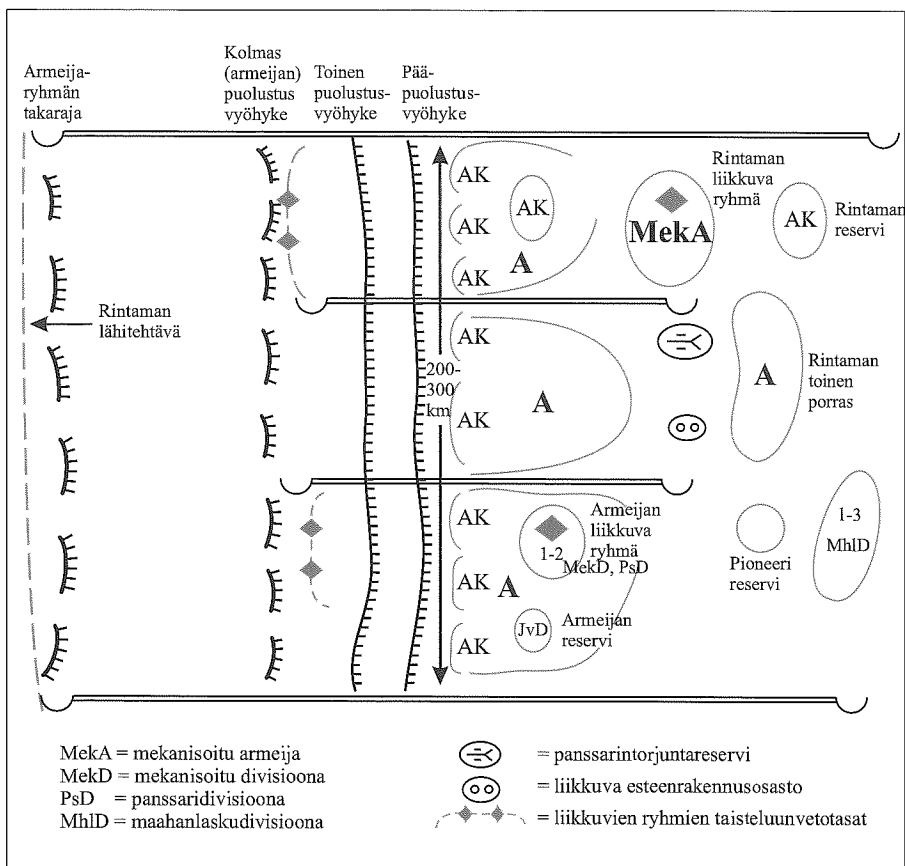 Armeija-
ryhmän
takaraja
Kolmas
(armeijan)
puolustus
vyöhyke
Toinen
puolustus-
vyöhyke
Pää-
puolustus-
vyöhyke
Rintaman
lähitehtävä
200-
300
km
AK
AK
AK
AK
A
Rintaman
liikkuva
ryhmä
MekA
AK
Rintaman
reservi
AK
AK
A
A
Rintaman
toinen
porras
AK
AK
AK
A
Armeijan
liikkuva
ryhmä
1-2
MekD, PsD
JvD
Armeijan
reservi
Pioneeri
reservi
1-3
MhlD
MekA = mekanisoitu armeija
MekD = mekanisoitu divisioona
PsD = panssaridivisioona
MhlD = maahanlaskudivisioona
= panssarintorjuntareservi
= liikkuva esteenrakennusosasto
= liikkuvien ryhmien taisteluunvetotasat